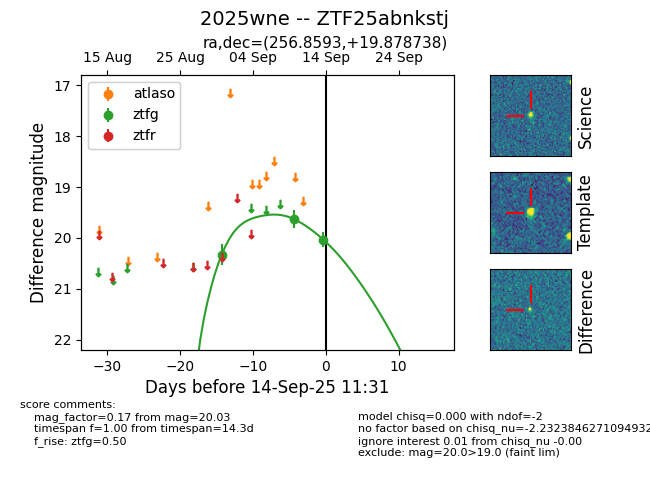 2025wne -- ZTF25abnkstj
ra,dec=(256.8593,+19.878738)
15 Aug 25 Aug 04 Sep 14 Sep 24 Sep
atlaso
ztfg
ztfr
17
18
19
20
21
22
Difference magnitude
−30 −20 −10 0 10
Days before 14-Sep-25 11:31
Science
Template
Difference
score comments:
mag_factor=0.17 from mag=20.03
timespan f=1.00 from timespan=14.3d
f_rise: ztfg=0.50
model chisq=0.000 with ndof=-2
no factor based on chisq_nu=-2.2323846271094932
ignore interest 0.01 from chisq_nu -0.00
exclude: mag=20.0>19.0 (faint lim)